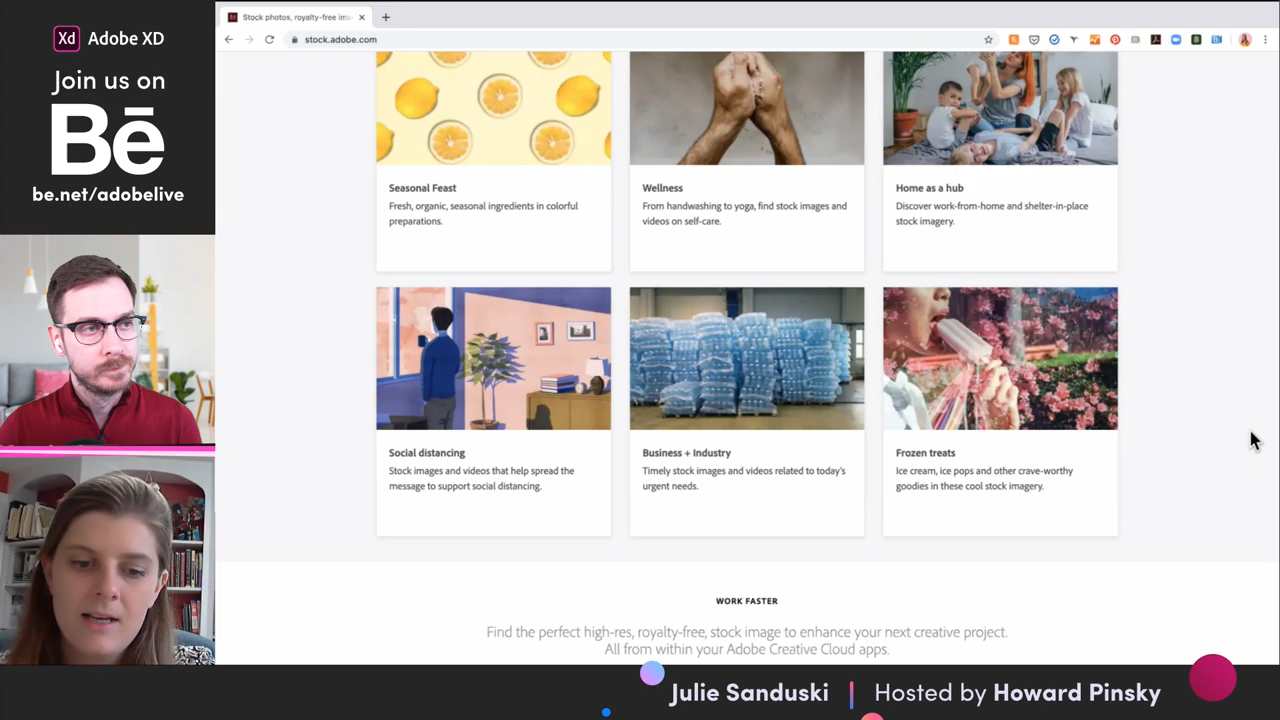 Xd Adobe XD
Join us on
Bē
be.net/adobelive
Stock photos, royalty-free ima
stock.adobe.com
Seasonal Feast
Fresh, organic, seasonal ingredients in colorful
preparations.
Wellness
From handwashing to yoga, find stock images and
videos on self-care.
Home as a hub
Discover work-from-home and shelter-in-place
stock imagery.
Social distancing
Stock images and videos that help spread the
message to support social distancing.
Business + Industry
Timely stock images and videos related to today's
urgent needs.
Frozen treats
Ice cream, ice pops and other crave-worthy
goodies in these cool stock imagery.
WORK FASTER
Find the perfect high-res, royalty-free, stock image to enhance your next creative project.
All from within your Adobe Creative Cloud apps.
Julie Sanduski | Hosted by Howard Pinsky